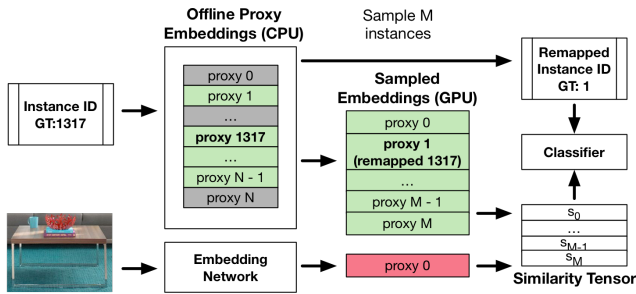 Offline Proxy
Embeddings (CPU)
Sample M
instances
Instance ID
GT:1317
proxy 0
proxy 1
...
proxy 1317
...
proxy N - 1
proxy N
Sampled
Embeddings (GPU)
proxy 0
proxy 1
(remapped 1317)
...
proxy M - 1
proxy M
Remapped
Instance ID
GT: 1
Classifier
s0
...
sM-1
sM
Similarity Tensor
Embedding
Network
proxy 0